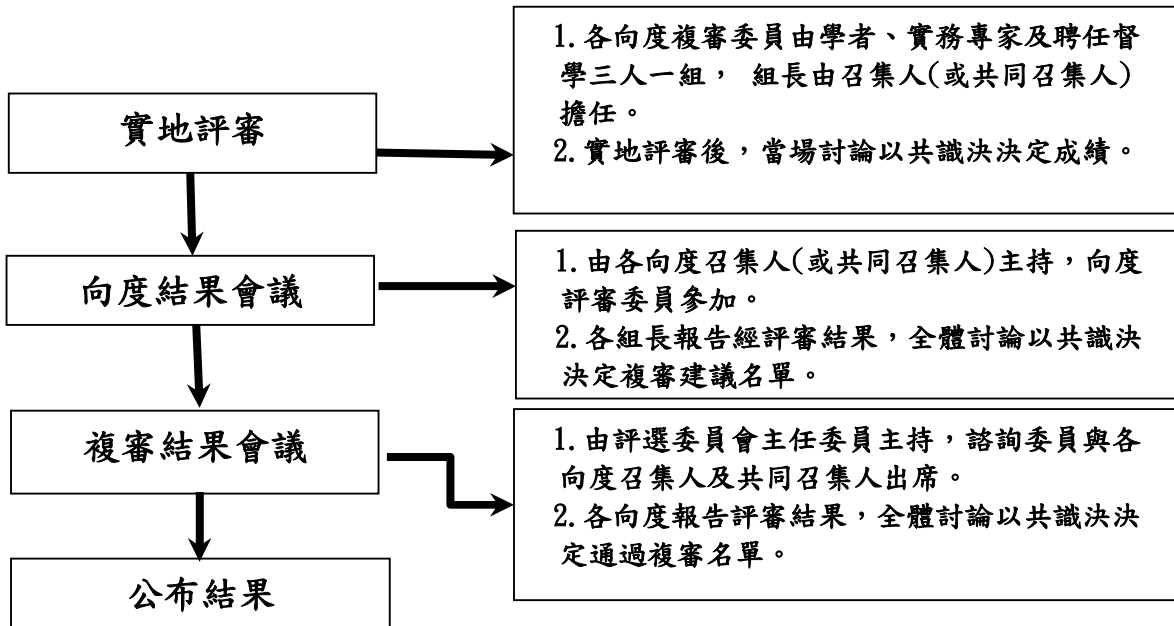 實地評審
1.各向度複審委員由學者、實務專家及聘任督
學三人一組， 組長由召集人(或共同召集人)
擔任。
2.實地評審後，當場討論以共識決決定成績。
向度結果會議
1.由各向度召集人(或共同召集人)主持，向度
評審委員參加。
2.各組長報告經評審結果，全體討論以共識決
決定複審建議名單。
複審結果會議
1.由評選委員會主任委員主持，諮詢委員與各
向度召集人及共同召集人出席。
2.各向度報告評審結果，全體討論以共識決決
定通過複審名單。
公布結果